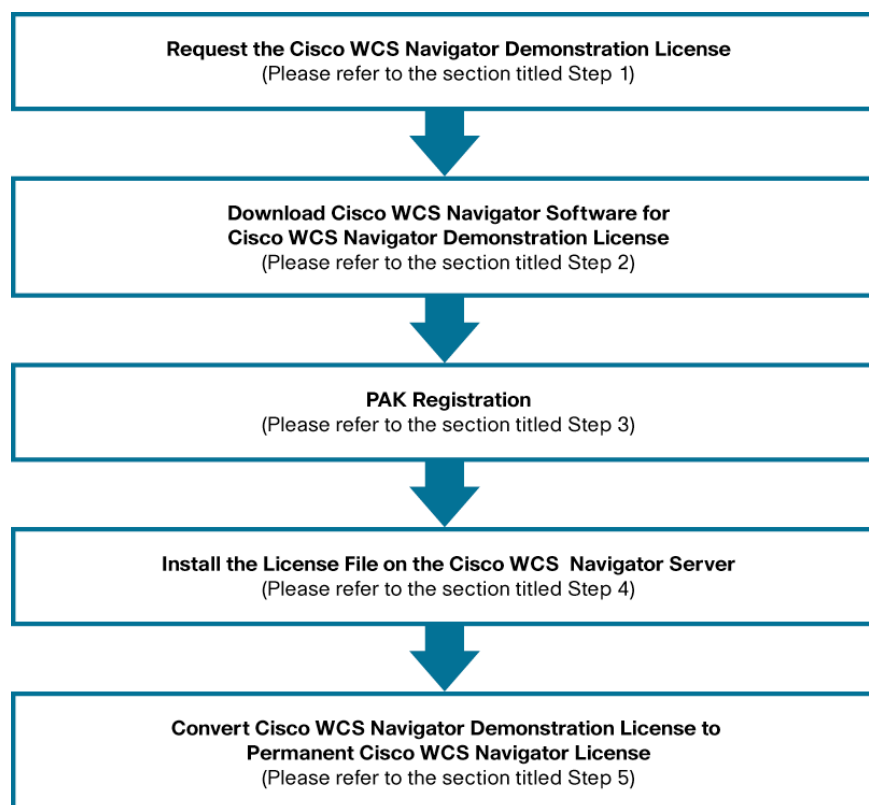 Request the Cisco WCS Navigator Demonstration License
(Please refer to the section titled Step 1)
Download Cisco WCS Navigator Software for
Cisco WCS Navigator Demonstration License
(Please refer to the section titled Step 2)
PAK Registration
(Please refer to the section titled Step 3)
Install the License File on the Cisco WCS Navigator Server
(Please refer to the section titled Step 4)
Convert Cisco WCS Navigator Demonstration License to
Permanent Cisco WCS Navigator License
(Please refer to the section titled Step 5)